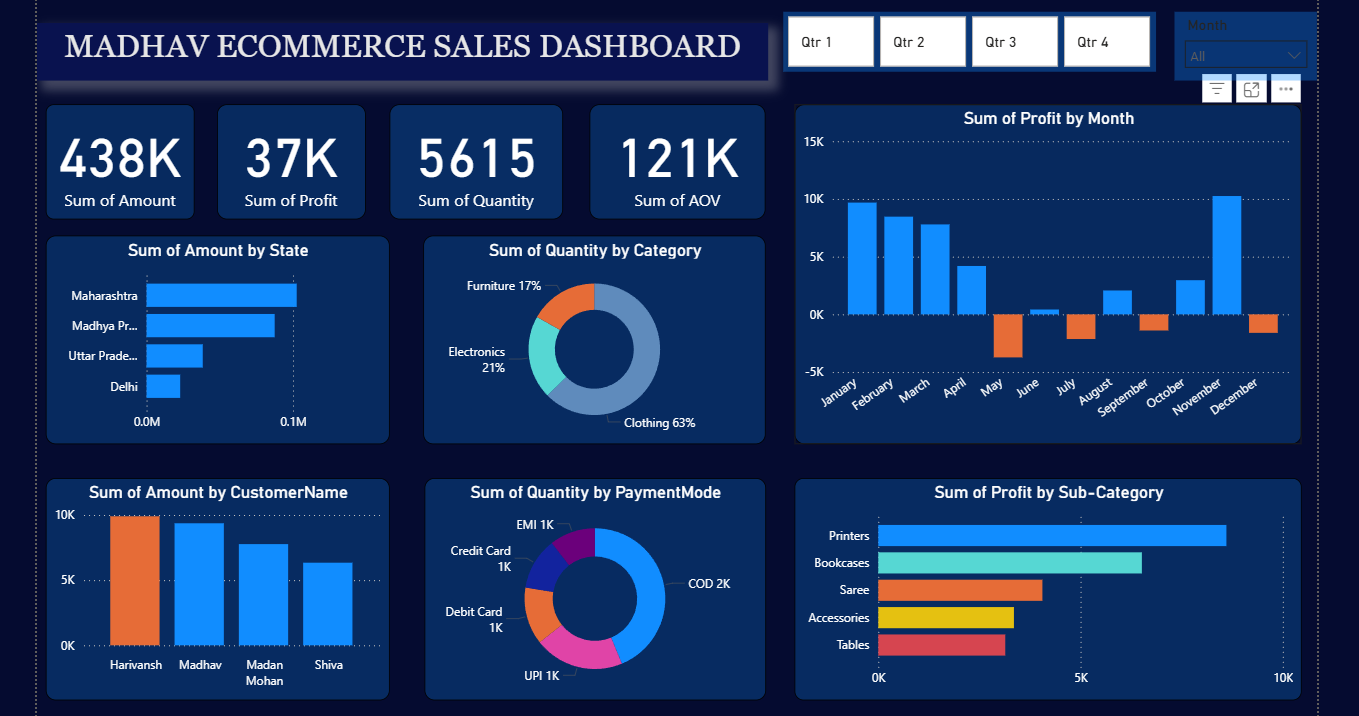 MADHAV ECOMMERCE SALES DASHBOARD
Qtr 1
Qtr 2
Qtr 3
Qtr 4
Month
All
438K
Sum of Amount
37K
Sum of Profit
5615
Sum of Quantity
121K
Sum of AOV
Sum of Profit by Month
15K
10K
5K
0K
-5K
January
February
March
April
May
June
July
August
September
October
November
December
Sum of Amount by State
Maharashtra
Madhya Pr...
Uttar Prade...
Delhi
0.0M
0.1M
Sum of Quantity by Category
Furniture 17%
Electronics
21%
Clothing 63%
Sum of Amount by CustomerName
10K
5K
0K
Harivansh
Madhav
Madan
Mohan
Shiva
Sum of Quantity by PaymentMode
EMI 1K
Credit Card
1K
Debit Card
1K
UPI 1K
COD 2K
Sum of Profit by Sub-Category
Printers
Bookcases
Saree
Accessories
Tables
0K
5K
10K